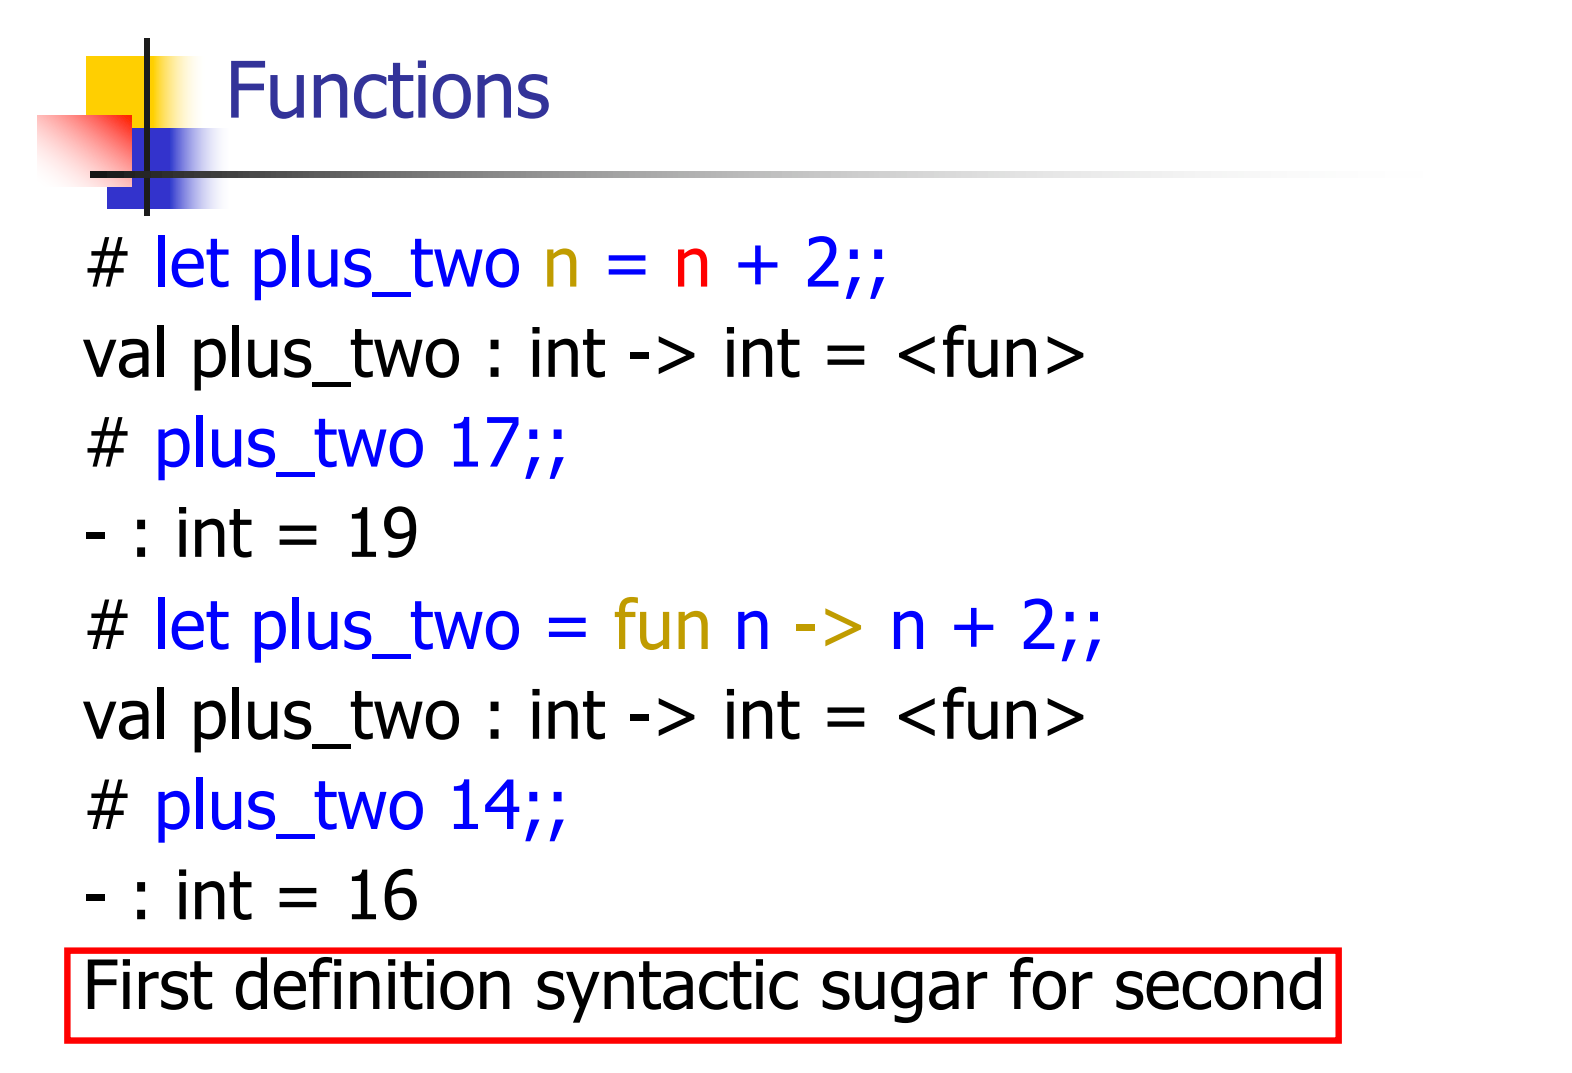 Functions
# let plus_two n = n + 2;;
val plus_two : int -> int = <fun>
# plus_two 17;;
- : int = 19
# let plus_two = fun n -> n + 2;;
val plus_two : int -> int = <fun>
# plus_two 14;;
- : int = 16
First definition syntactic sugar for second